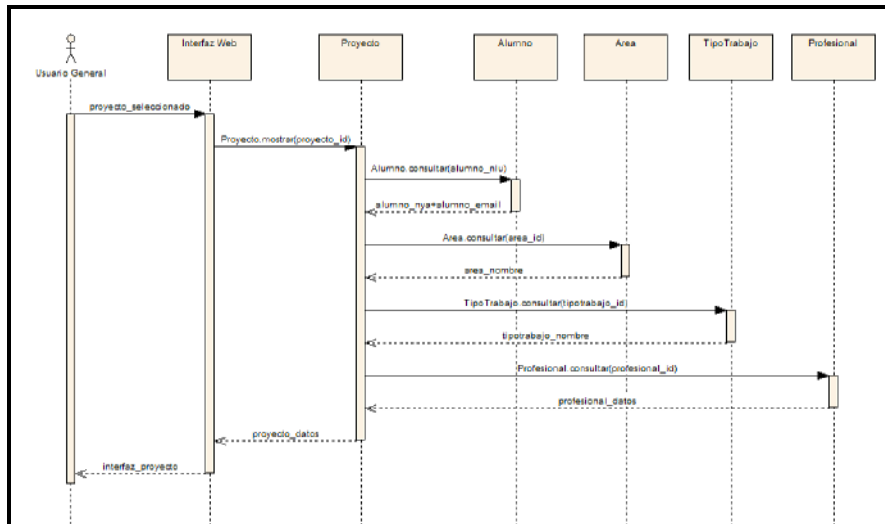 Interfaz Web
Proyecto
Alumno
Area
TipoTrabajo
Profesional
Usuario General
proyecto_seleccionado
Proyecto.mostrar(proyecto_id)
Alumno.consultar(alumno_nlu)
alumno_nya+alumno_email
Area.consultar(area_id)
area_nombre
TipoTrabajo.consultar(tipotrabajo_id)
tipotrabajo_nombre
Profesional.consultar(profesional_id)
profesional_datos
proyecto_datos
interfaz_proyecto